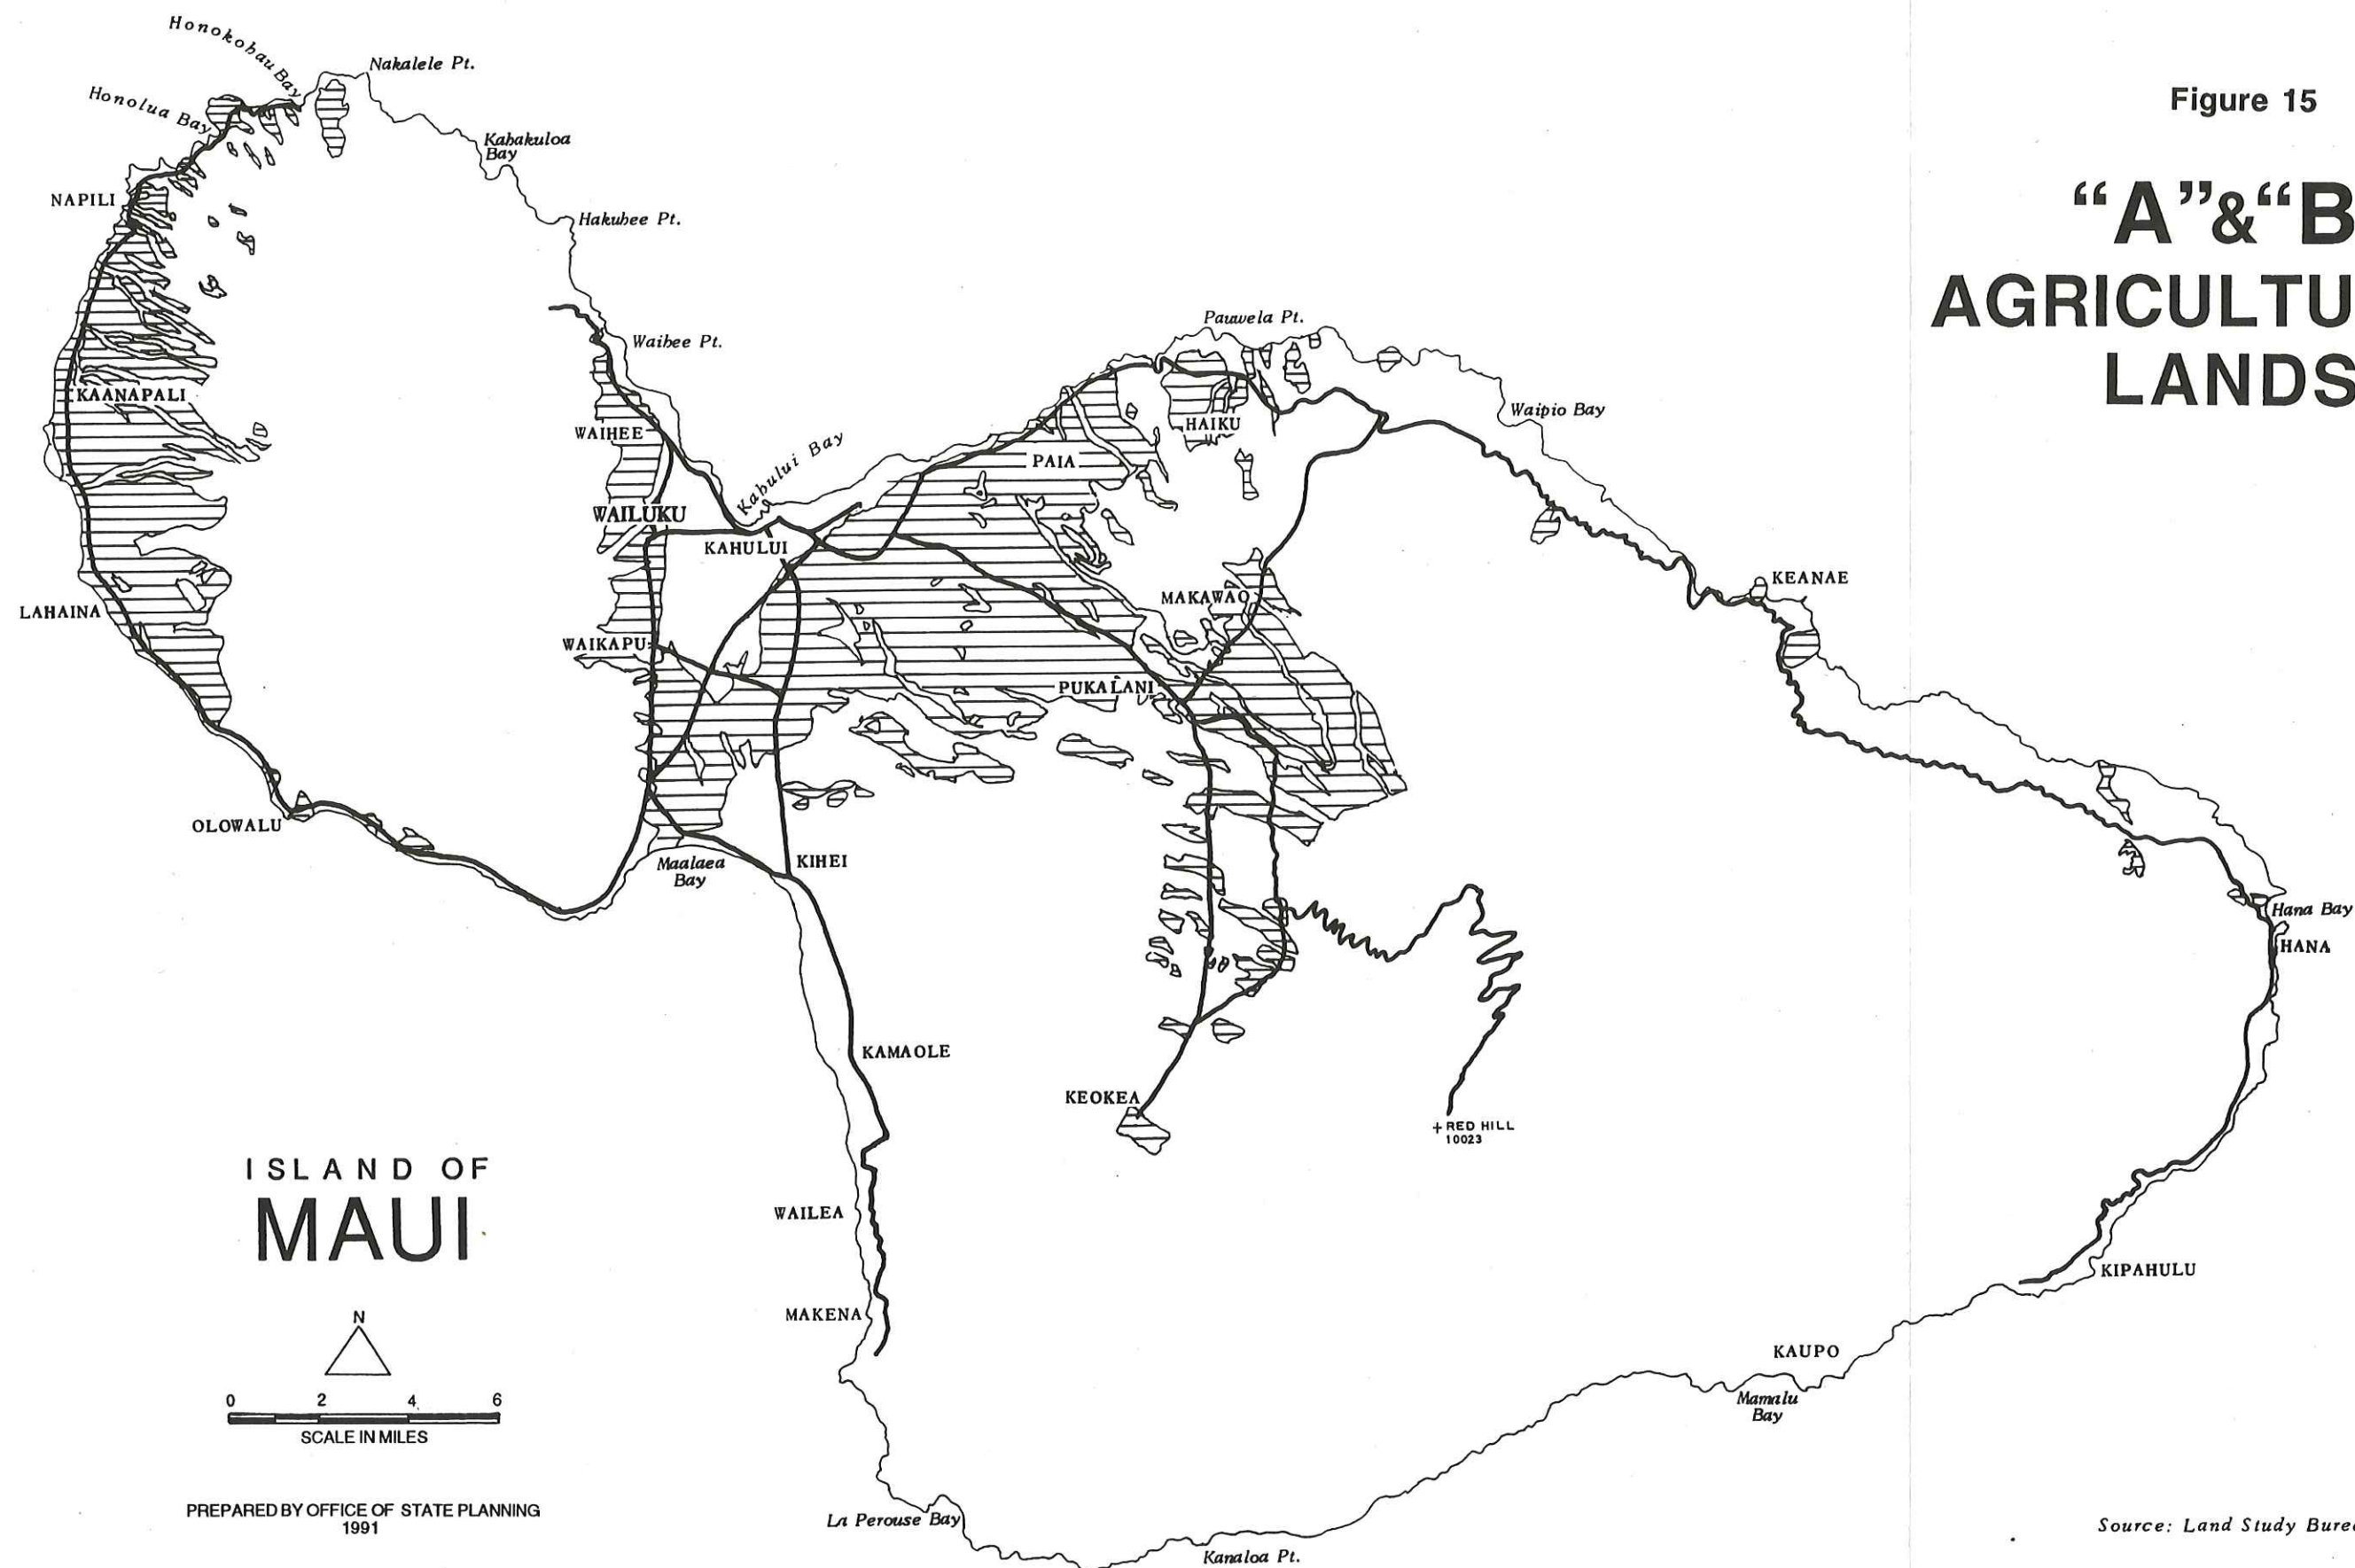 Figure 15
“A”&“B
AGRICULTU
LANDS
Honokohau Bay
Nakalele Pt.
Honolua Bay
Kahakuloa
Bay
NAPILI
Hakuhee Pt.
Pauwela Pt.
Waihee Pt.
KAANAPALI
Waipio Bay
HAIKU
WAIHEE
PAIA
Kahului Bay
WAILUKU
KAHULUI
KEANAE
MAKAWAO
LAHAINA
WAIKAPU
PUKALANI
OLOWALU
Maalaea
Bay
KIHEI
Hana Bay
HANA
KAMAOLE
KEOKEA
+RED HILL
10023
ISLAND OF
MAUI
WAILEA
KIPAHULU
MAKENA
N
KAUPO
0 2 4 6
SCALE IN MILES
Mamalu
Bay
PREPARED BY OFFICE OF STATE PLANNING
1991
La Perouse Bay
Source: Land Study Bure
Kanaloa Pt.